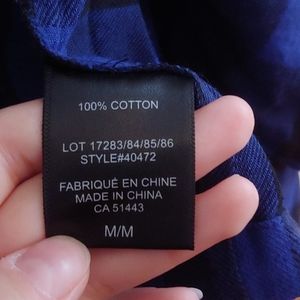 100% COTTON
LOT 17283/84/85/86
STYLE#40472
FABRIQUÉ EN CHINE
MADE IN CHINA
CA 51443
M/M